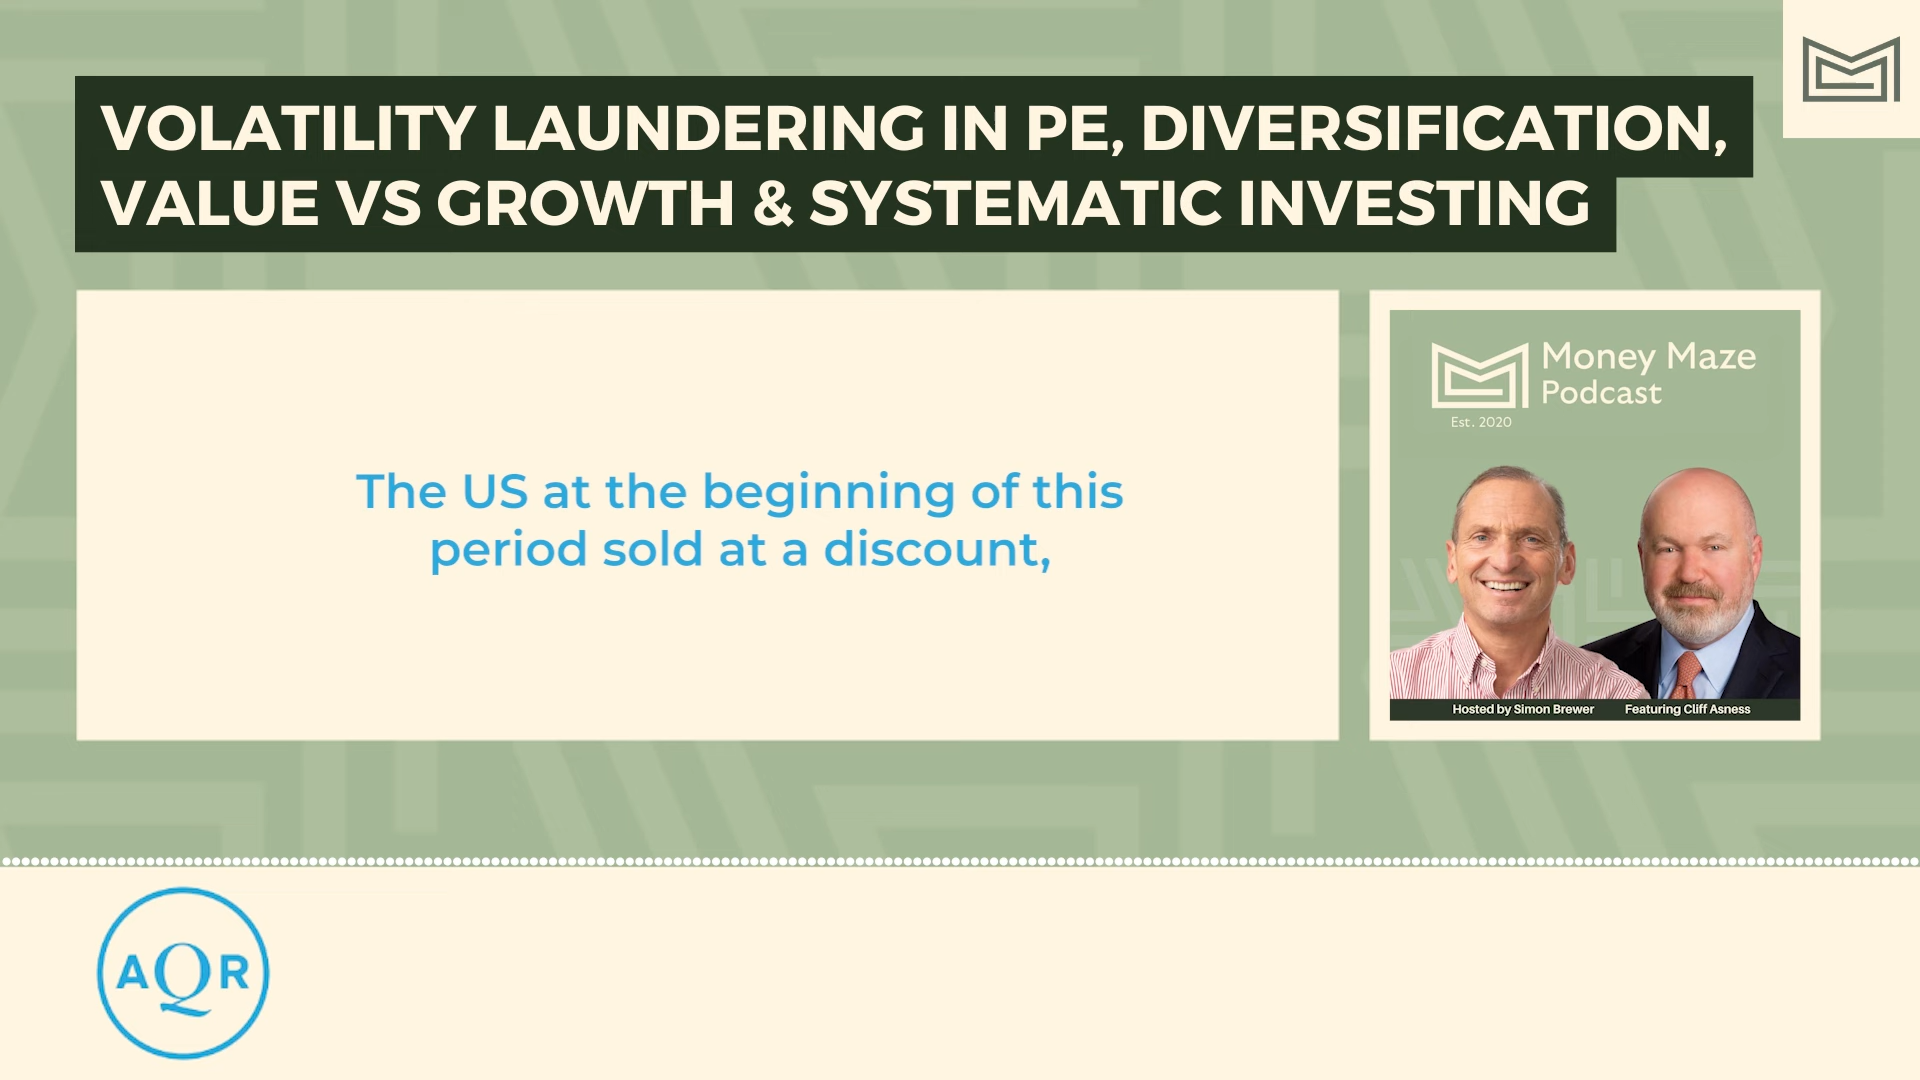 VOLATILITY LAUNDERING IN PE, DIVERSIFICATION,
VALUE VS GROWTH & SYSTEMATIC INVESTING
The US at the beginning of this
period sold at a discount,
Money Maze
Podcast
Est. 2020
Hosted by Simon Brewer
Featuring Cliff Asness
AQR